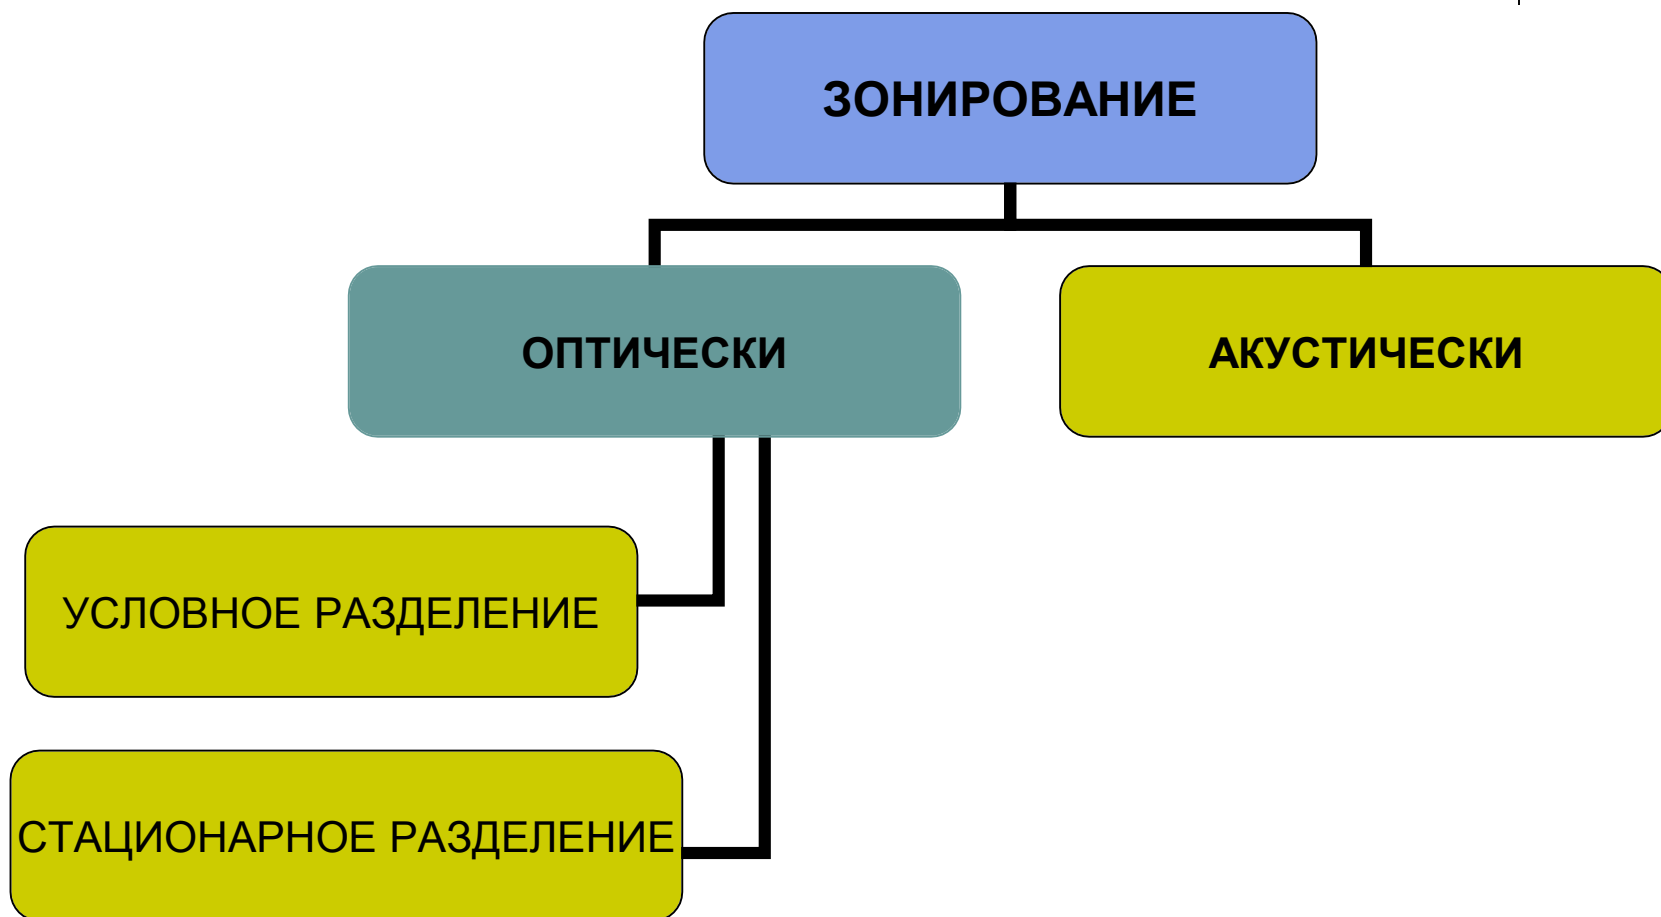 ЗОНИРОВАНИЕ
ОПТИЧЕСКИ
АКУСТИЧЕСКИ
УСЛОВНОЕ РАЗДЕЛЕНИЕ
СТАЦИОНАРНОЕ РАЗДЕЛЕНИЕ